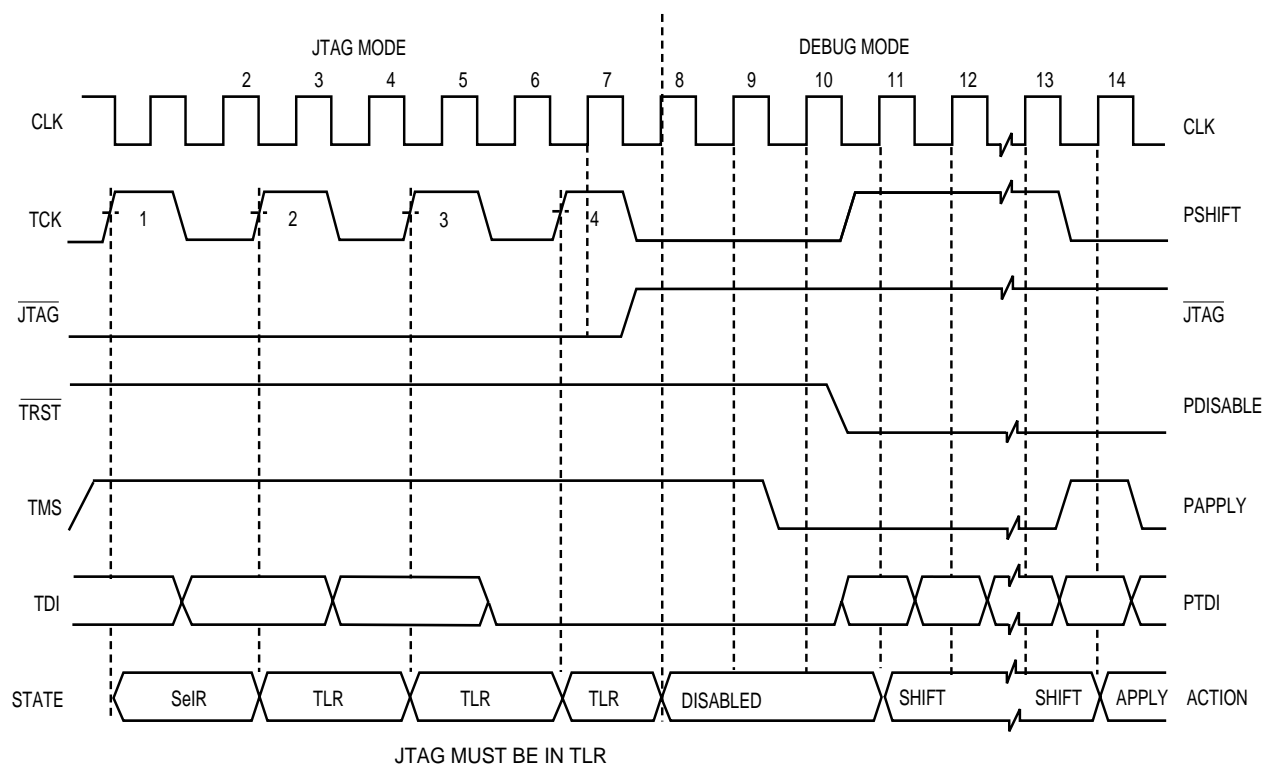 JTAG MODE DEBUG MODE
2 3 4 5 6 7 8 9 10 11 12 13 14
CLK CLK
TCK 1 2 3 4 PSHIFT
JTAG JTAG
TRST PDISABLE
TMS PAPPLY
TDI PTDI
STATE SelR TLR TLR TLR DISABLED SHIFT SHIFT APPLY ACTION
JTAG MUST BE IN TLR